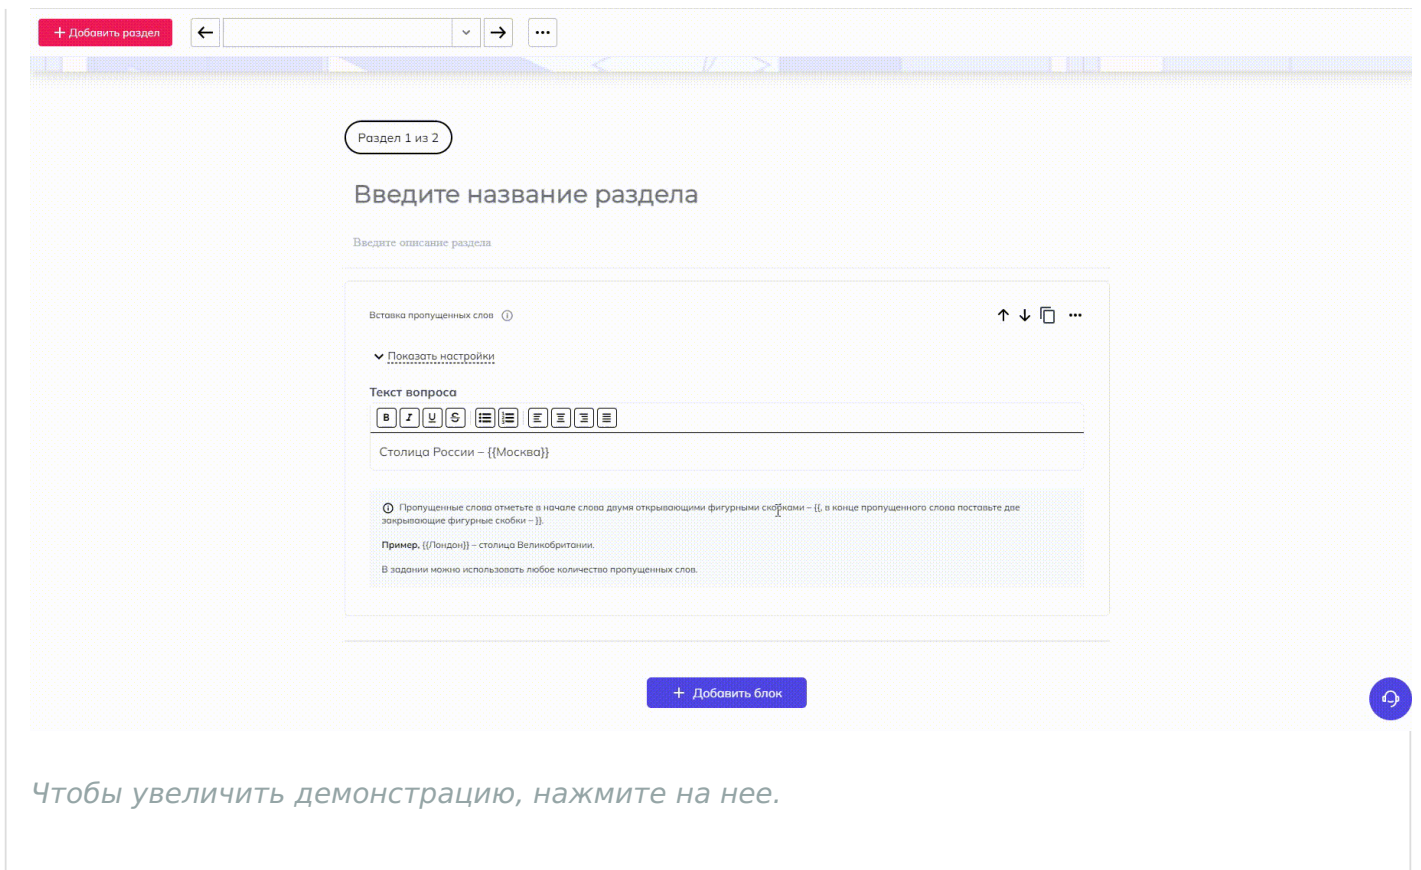 + Добавить раздел
Раздел 1 из 2
Введите название раздела
Введите описание раздела
Вставка пропущенных слов
Показать настройки
Текст вопроса
B I U S
Столица России – {{Москва}}
Пропущенные слова отметьте в начале слова двумя открывающими фигурными скобками – {{, в конце пропущенного слова поставьте две
закрывающие фигурные скобки – }}.
Пример. {{Лондон}} – столица Великобритании.
В задании можно использовать любое количество пропущенных слов.
+ Добавить блок
Чтобы увеличить демонстрацию, нажмите на нее.